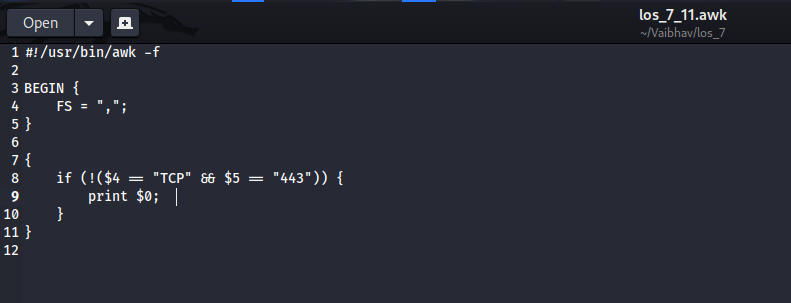 Open
los_7_11.awk
~/Vaibhav/los_7
1 #!/usr/bin/awk -f
2
3 BEGIN {
4     FS = ",";
5 }
6
7 {
8     if (!($4 == "TCP" && $5 == "443")) {
9         print $0;
10     }
11 }
12